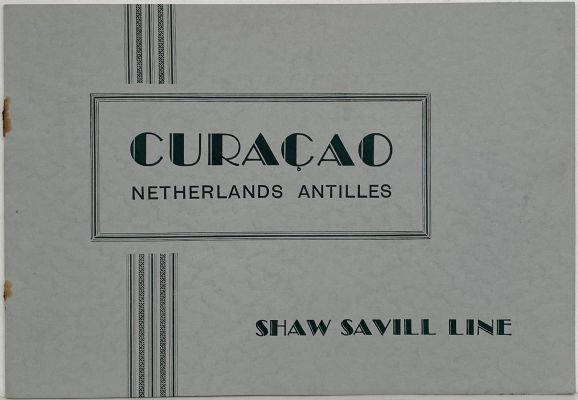 CURAÇAO
NETHERLANDS ANTILLES
SHAW SAVILL LINE